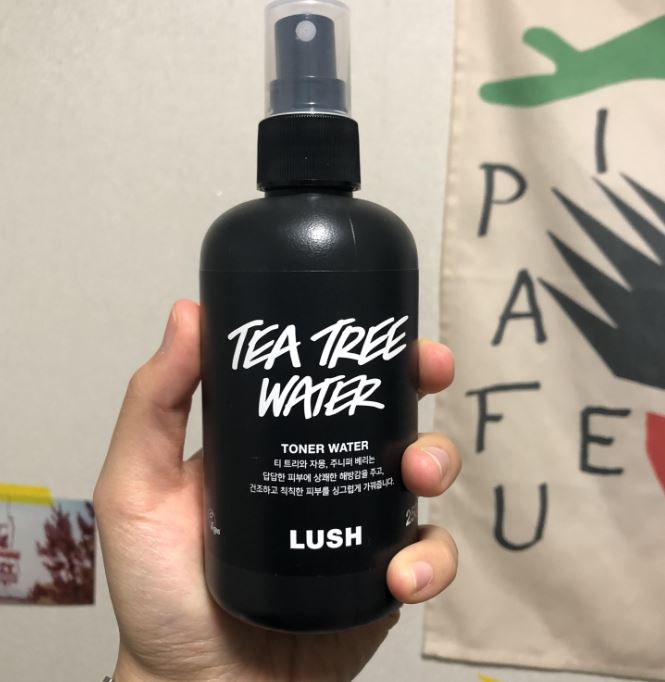 TEA TREE
WATER
TONER WATER
티 트리와 자몽, 주니퍼 베리는
답답한 피부에 상쾌한 해방감을 주고,
건조하고 칙칙한 피부를 싱그럽게 가꿔줍니다.
LUSH
P I
A
F E
U